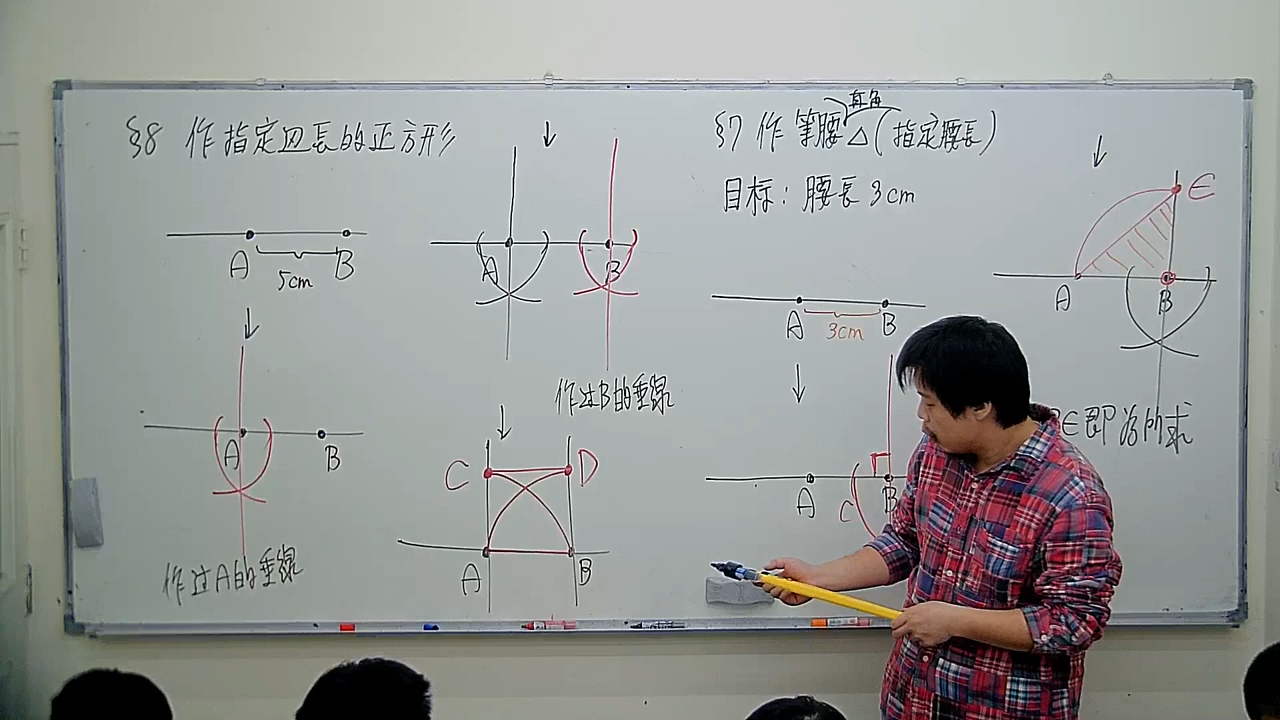 §8 作指定边長的正方形
A B
5cm
A B
作过A的垂線
A B
作过B的垂線
C D
A B
§7 作等腰直角△(指定腰長)
目标: 腰長 3cm
A B
3cm
A B
C
E
A B
E即为所求